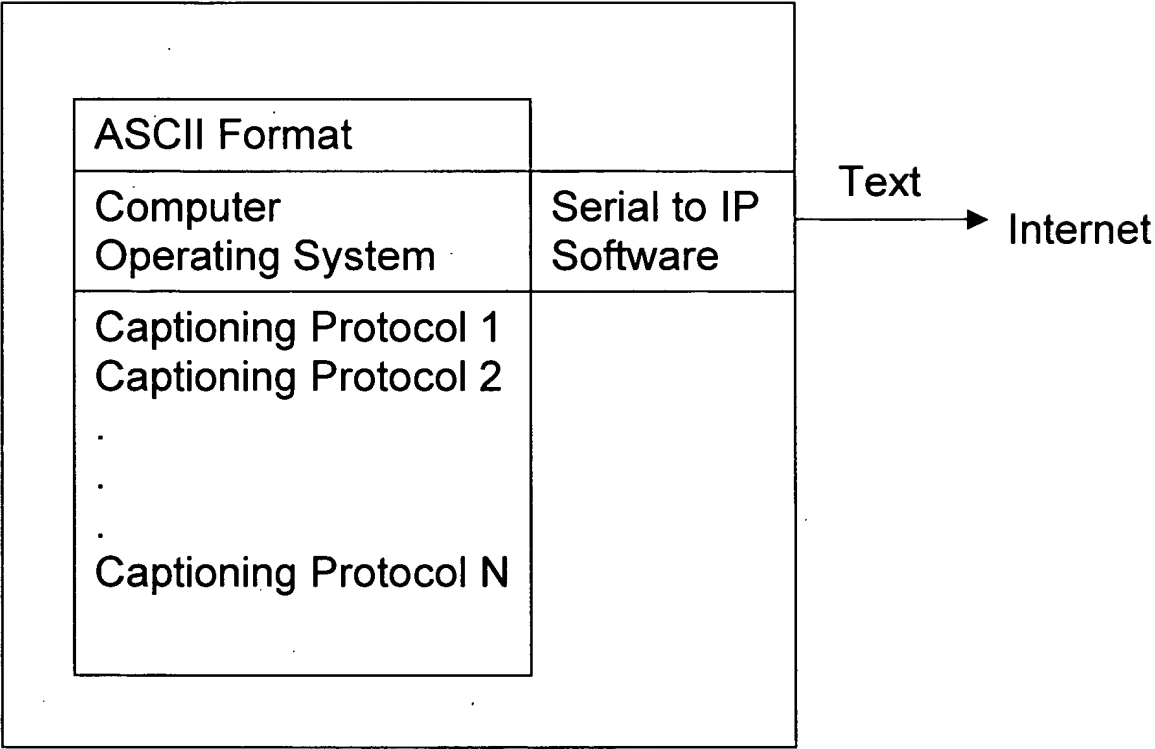 ASCII Format
Computer
Operating System
Serial to IP
Software
Text
Internet
Captioning Protocol 1
Captioning Protocol 2
.
.
.
Captioning Protocol N